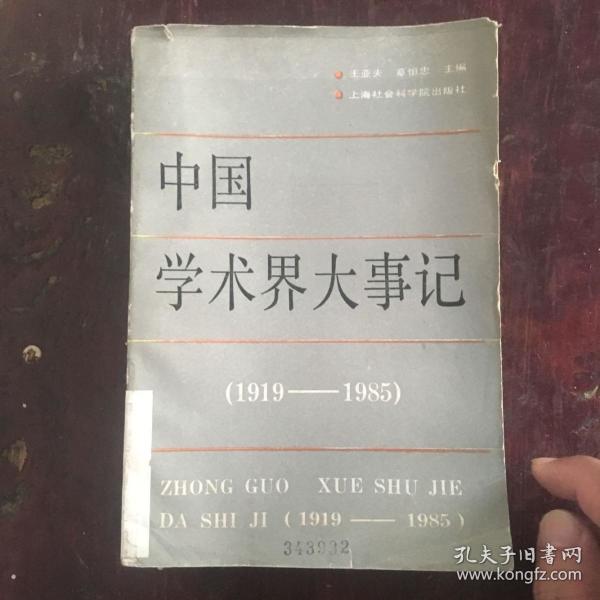 王亚夫 章恒忠 主编
上海社会科学院出版社
中国
学术界大事记
(1919——1985)
ZHONG GUO XUE SHU JIE
DA SHI JI (1919 —— 1985)
343932
孔夫子旧书网
www.kongfz.com